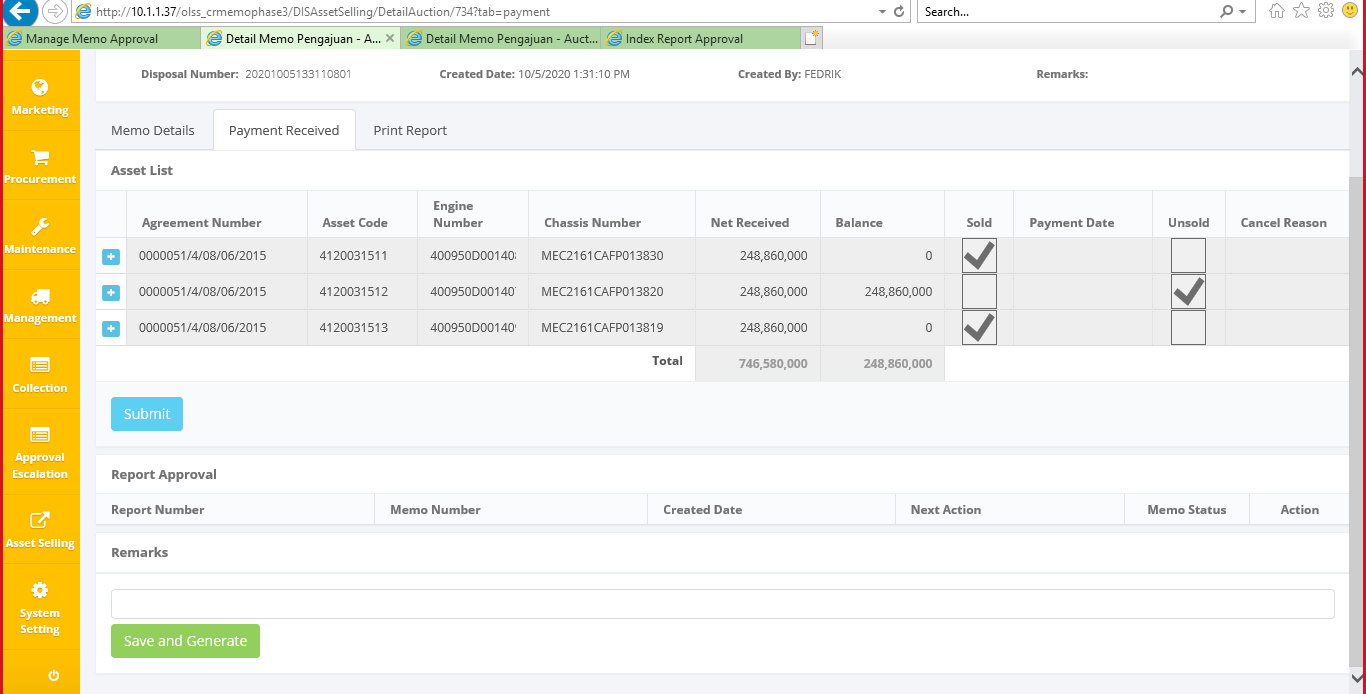 http://10.1.1.37/olss_crmemophase3/DISAssetSelling/DetailAuction/734?tab=payment
Search...
Manage Memo Approval
Detail Memo Pengajuan - A...
Detail Memo Pengajuan - Auct...
Index Report Approval
Disposal Number: 20201005133110801
Created Date: 10/5/2020 1:31:10 PM
Created By: FEDRIK
Remarks:
Marketing
Procurement
Maintenance
Management
Collection
Approval
Escalation
Asset Selling
System
Setting
Memo Details
Payment Received
Print Report
Asset List
Agreement Number Asset Code Engine Number Chassis Number Net Received Balance Sold Payment Date Unsold Cancel Reason
0000051/4/08/06/2015 4120031511 400950D00140 MEC2161CAFP013830 248,860,000 0
0000051/4/08/06/2015 4120031512 400950D00140 MEC2161CAFP013820 248,860,000 248,860,000
0000051/4/08/06/2015 4120031513 400950D00140 MEC2161CAFP013819 248,860,000 0
Total 746,580,000 248,860,000
Submit
Report Approval
Report Number Memo Number Created Date Next Action Memo Status Action
Remarks
Save and Generate